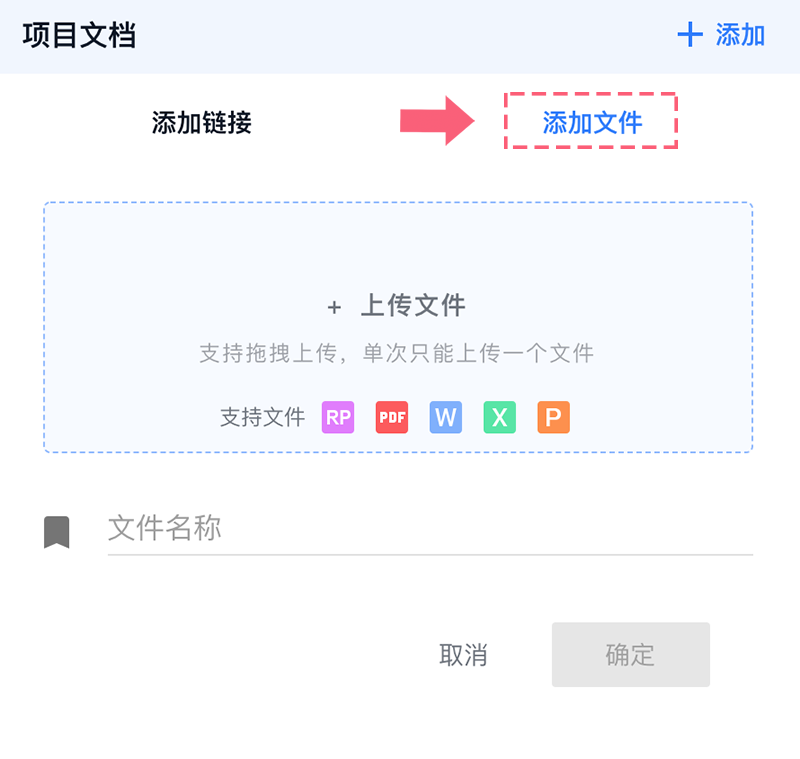 项目文档 + 添加
添加链接 添加文件
+ 上传文件
支持拖拽上传，单次只能上传一个文件
支持文件 RP PDF W X P
文件名称
取消 确定